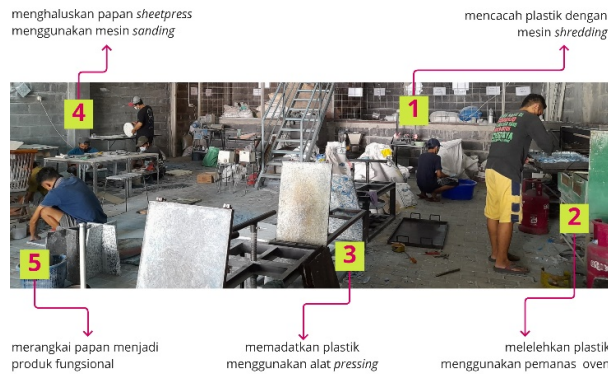 menghaluskan papan sheetpress
menggunakan mesin sanding
mencacah plastik dengan
mesin shredding
4
1
2
3
5
merangkai papan menjadi
produk fungsional
memadatkan plastik
menggunakan alat pressing
melelehkan plastik
menggunakan pemanas oven